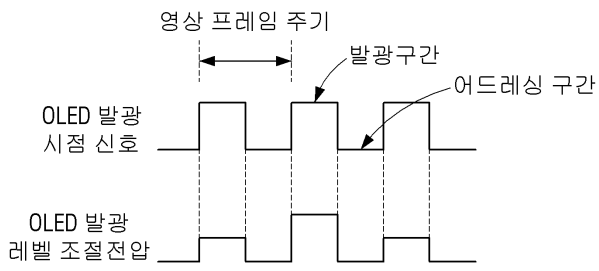 영상 프레임 주기
발광구간
어드레싱 구간
OLED 발광
시점 신호
OLED 발광
레벨 조절전압